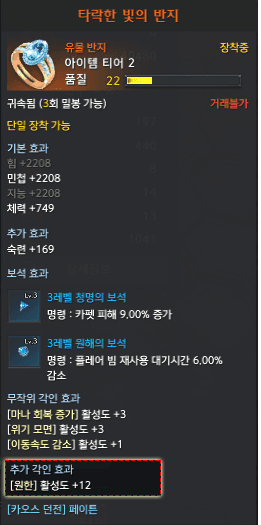 타락한 빛의 반지
유물 반지 장착중
아이템 티어 2
품질 22
귀속됨 (3회 밀봉 가능) 거래불가
단일 장착 가능
기본 효과
힘 +2208
민첩 +2208
지능 +2208
체력 +749
추가 효과
숙련 +169
보석 효과
Lv.3 3레벨 청명의 보석
명령 : 카펫 피해 9.00% 증가
Lv.3 3레벨 원해의 보석
명령 : 플레어 빔 재사용 대기시간 6.00%
감소
무작위 각인 효과
[마나 회복 증가] 활성도 +3
[위기 모면] 활성도 +3
[이동속도 감소] 활성도 +1
추가 각인 효과
[원한] 활성도 +12
[카오스 던전] 페이튼